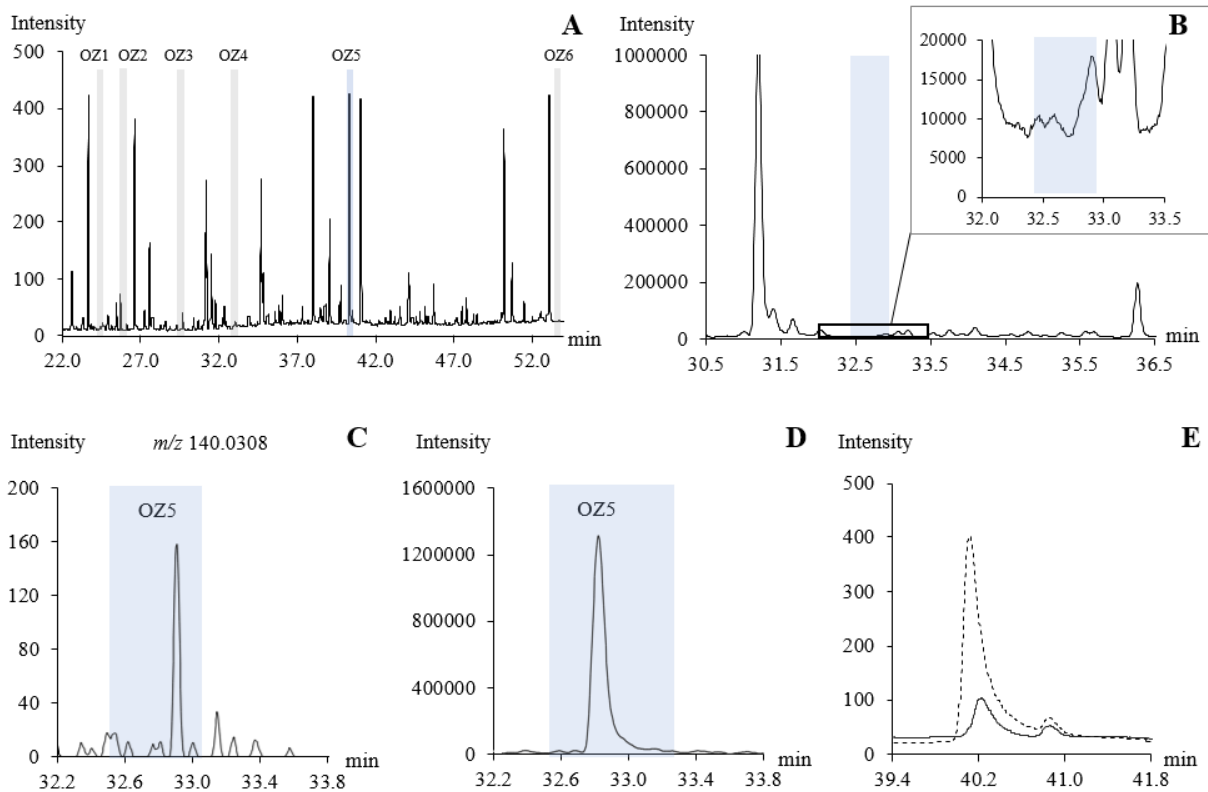 Intensity
A
OZ1 OZ2 OZ3 OZ4 OZ5 OZ6
500
400
300
200
100
0
22.0 27.0 32.0 37.0 42.0 47.0 52.0 min
Intensity
B
1000000
800000
600000
400000
200000
0
30.5 31.5 32.5 33.5 34.5 35.5 36.5 min
20000
15000
10000
5000
0
32.0 32.5 33.0 33.5
Intensity m/z 140.0308 C
OZ5
200
160
120
80
40
0
32.2 32.6 33.0 33.4 33.8 min
Intensity D
OZ5
1600000
1200000
800000
400000
0
32.2 32.6 33.0 33.4 33.8 min
Intensity E
500
400
300
200
100
0
39.4 40.2 41.0 41.8 min